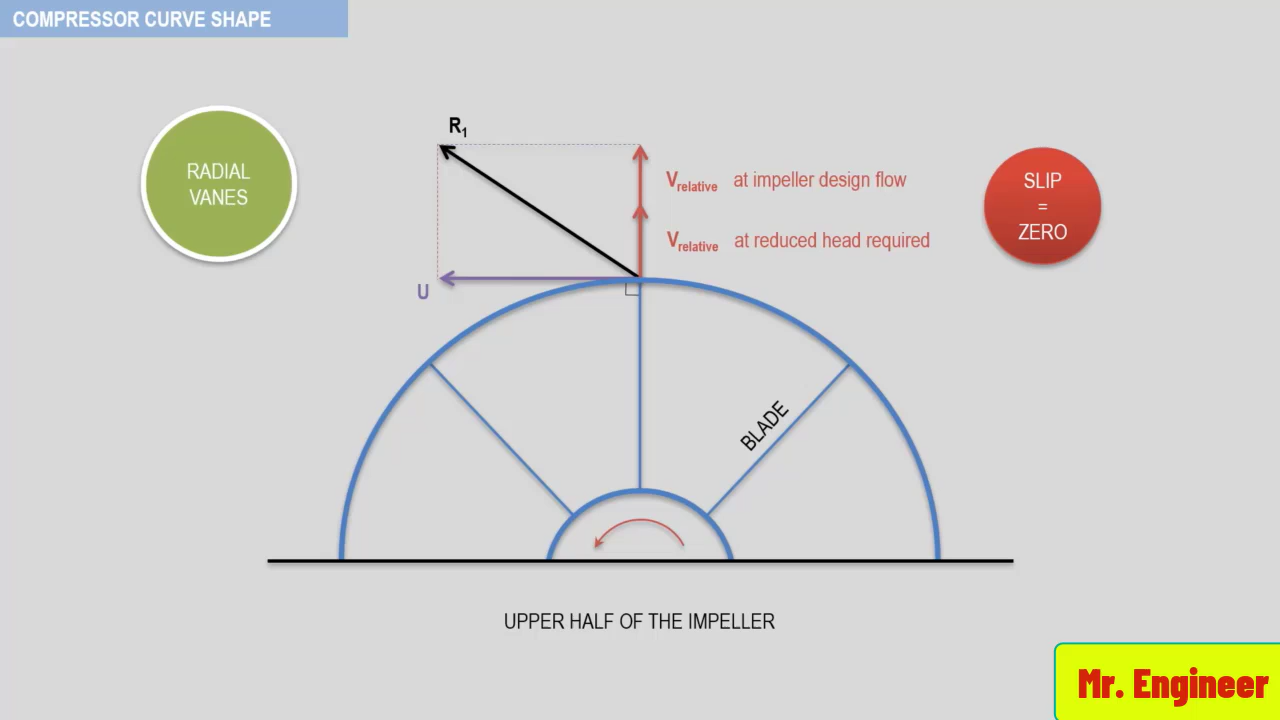 COMPRESSOR CURVE SHAPE
RADIAL
VANES
R1
Vrelative at impeller design flow
Vrelative at reduced head required
SLIP
=
ZERO
U
BLADE
UPPER HALF OF THE IMPELLER
Mr. Engineer